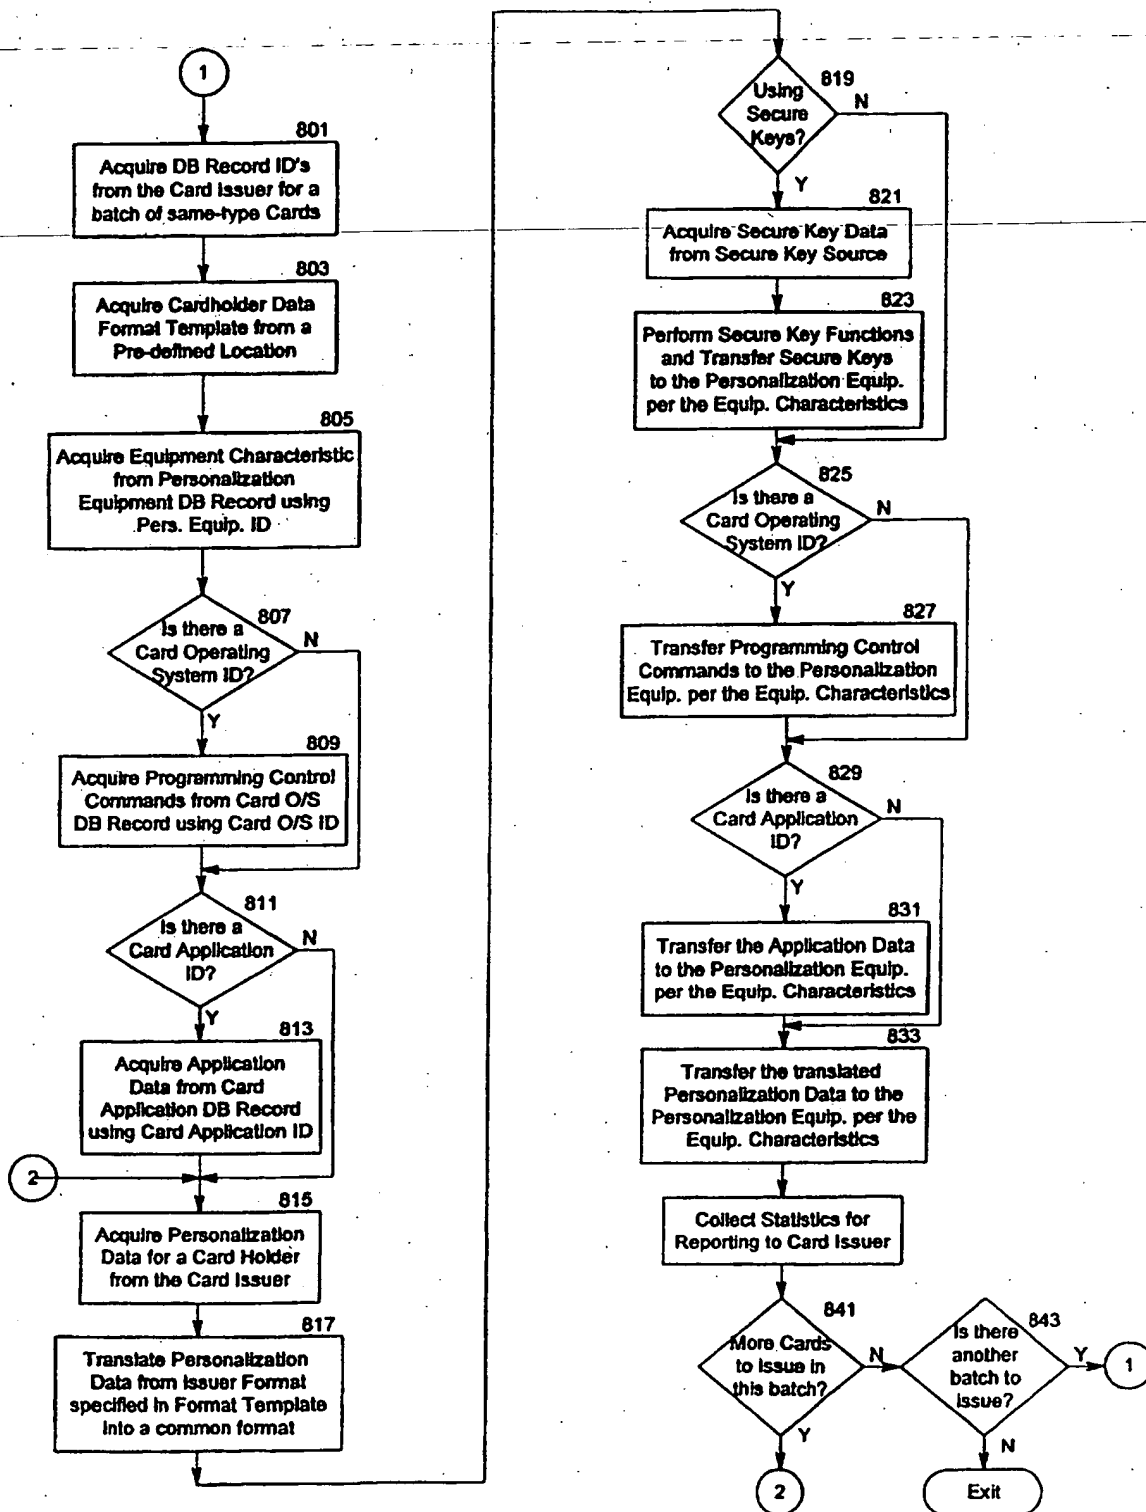 1
801
Acquire DB Record ID's
from the Card Issuer for a
batch of same-type Cards
803
Acquire Cardholder Data
Format Template from a
Pre-defined Location
805
Acquire Equipment Characteristic
from Personalization
Equipment DB Record using
Pers. Equip. ID
807
Is there a
Card Operating
System ID?
N
Y
809
Acquire Programming Control
Commands from Card O/S
DB Record using Card O/S ID
811
Is there a
Card Application
ID?
N
Y
813
Acquire Application
Data from Card
Application DB Record
using Card Application ID
2
815
Acquire Personalization
Data for a Card Holder
from the Card Issuer
817
Translate Personalization
Data from Issuer Format
specified in Format Template
into a common format
819
Using
Secure
Keys?
N
Y
821
Acquire Secure Key Data
from Secure Key Source
823
Perform Secure Key Functions
and Transfer Secure Keys
to the Personalization Equip.
per the Equip. Characteristics
825
Is there a
Card Operating
System ID?
N
Y
827
Transfer Programming Control
Commands to the Personalization
Equip. per the Equip. Characteristics
829
Is there a
Card Application
ID?
N
Y
831
Transfer the Application Data
to the Personalization Equip.
per the Equip. Characteristics
833
Transfer the translated
Personalization Data to the
Personalization Equip. per the
Equip. Characteristics
Collect Statistics for
Reporting to Card Issuer
841
More Cards
to issue in
this batch?
N
Y
2
843
Is there
another
batch to
issue?
Y
1
N
Exit